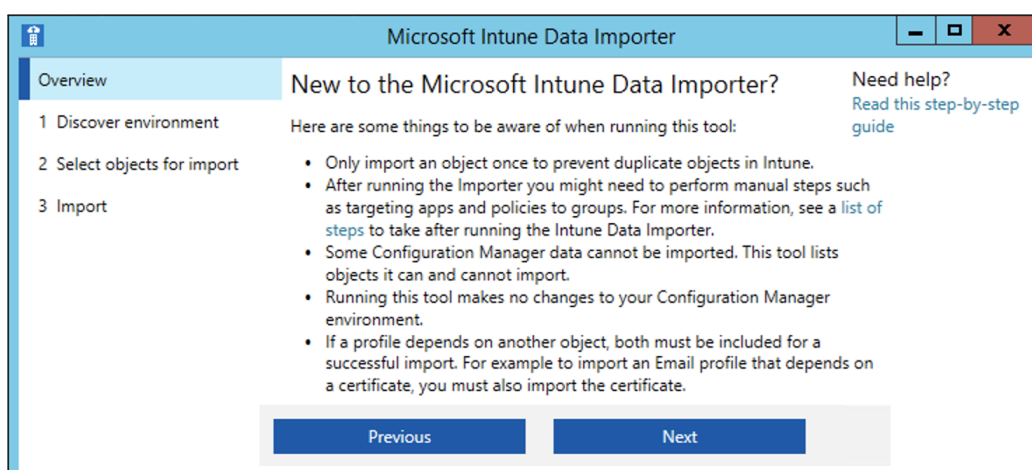 Microsoft Intune Data Importer
Overview
1 Discover environment
2 Select objects for import
3 Import
New to the Microsoft Intune Data Importer?
Here are some things to be aware of when running this tool:
• Only import an object once to prevent duplicate objects in Intune.
• After running the Importer you might need to perform manual steps such
as targeting apps and policies to groups. For more information, see a list of
steps to take after running the Intune Data Importer.
• Some Configuration Manager data cannot be imported. This tool lists
objects it can and cannot import.
• Running this tool makes no changes to your Configuration Manager
environment.
• If a profile depends on another object, both must be included for a
successful import. For example to import an Email profile that depends on
a certificate, you must also import the certificate.
Need help?
Read this step-by-step
guide
Previous
Next